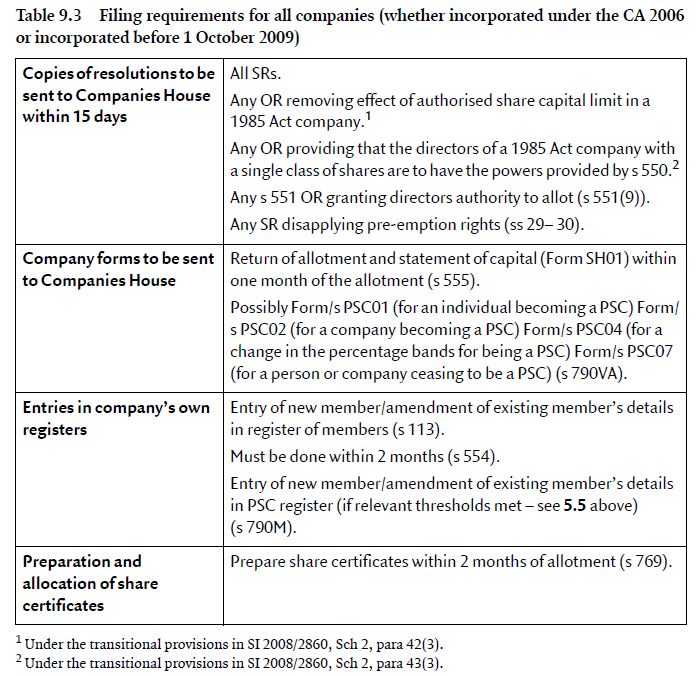 Table 9.3 Filing requirements for all companies (whether incorporated under the CA 2006
or incorporated before 1 October 2009)
Copies of resolutions to be
sent to Companies House
within 15 days
All SRs.
Any OR removing effect of authorised share capital limit in a
1985 Act company.1
Any OR providing that the directors of a 1985 Act company with
a single class of shares are to have the powers provided by s 550.2
Any s 551 OR granting directors authority to allot (s 551(9)).
Any SR disapplying pre-emption rights (ss 29– 30).
Company forms to be sent
to Companies House
Return of allotment and statement of capital (Form SH01) within
one month of the allotment (s 555).
Possibly Form/s PSC01 (for an individual becoming a PSC) Form/
s PSC02 (for a company becoming a PSC) Form/s PSC04 (for a
change in the percentage bands for being a PSC) Form/s PSC07
(for a person or company ceasing to be a PSC) (s 790VA).
Entries in company's own
registers
Entry of new member/amendment of existing member's details
in register of members (s 113).
Must be done within 2 months (s 554).
Entry of new member/amendment of existing member's details
in PSC register (if relevant thresholds met – see 5.5 above)
(s 790M).
Preparation and
allocation of share
certificates
Prepare share certificates within 2 months of allotment (s 769).
1 Under the transitional provisions in SI 2008/2860, Sch 2, para 42(3).
2 Under the transitional provisions in SI 2008/2860, Sch 2, para 43(3).